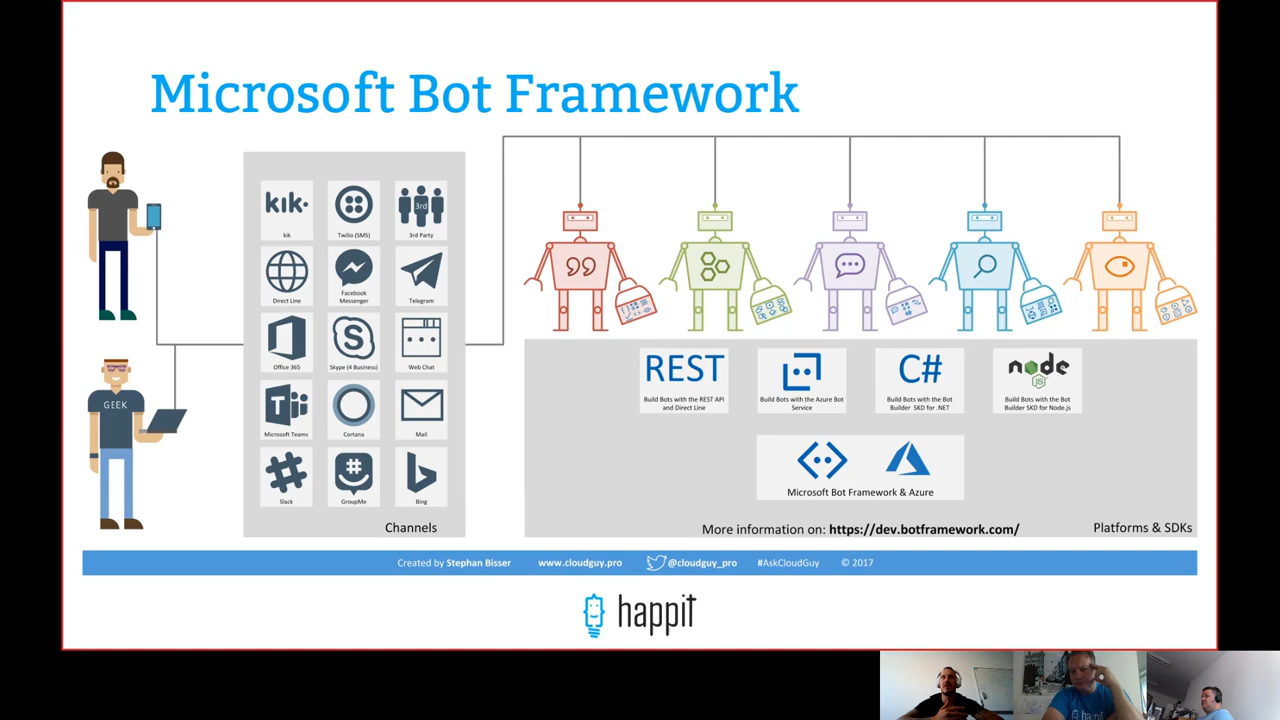 Microsoft Bot Framework
GEEK
kik.
kik
Twilio (SMS)
3rd
3rd Party
Direct Line
Facebook
Messenger
Telegram
Office 365
S
Skype (4 Business)
Web Chat
T
Microsoft Teams
Cortana
Mail
Slack
#
GroupMe
Bing
Channels
REST
Build Bots with the REST API
and Direct Line
Build Bots with the Azure Bot
Service
C#
Build Bots with the Bot
Builder SKD for .NET
node
JS
Build Bots with the Bot
Builder SKD for Node.js
Microsoft Bot Framework & Azure
More information on: https://dev.botframework.com/
Platforms & SDKs
Created by Stephan Bisser www.cloudguy.pro @cloudguy_pro #AskCloudGuy © 2017
happit